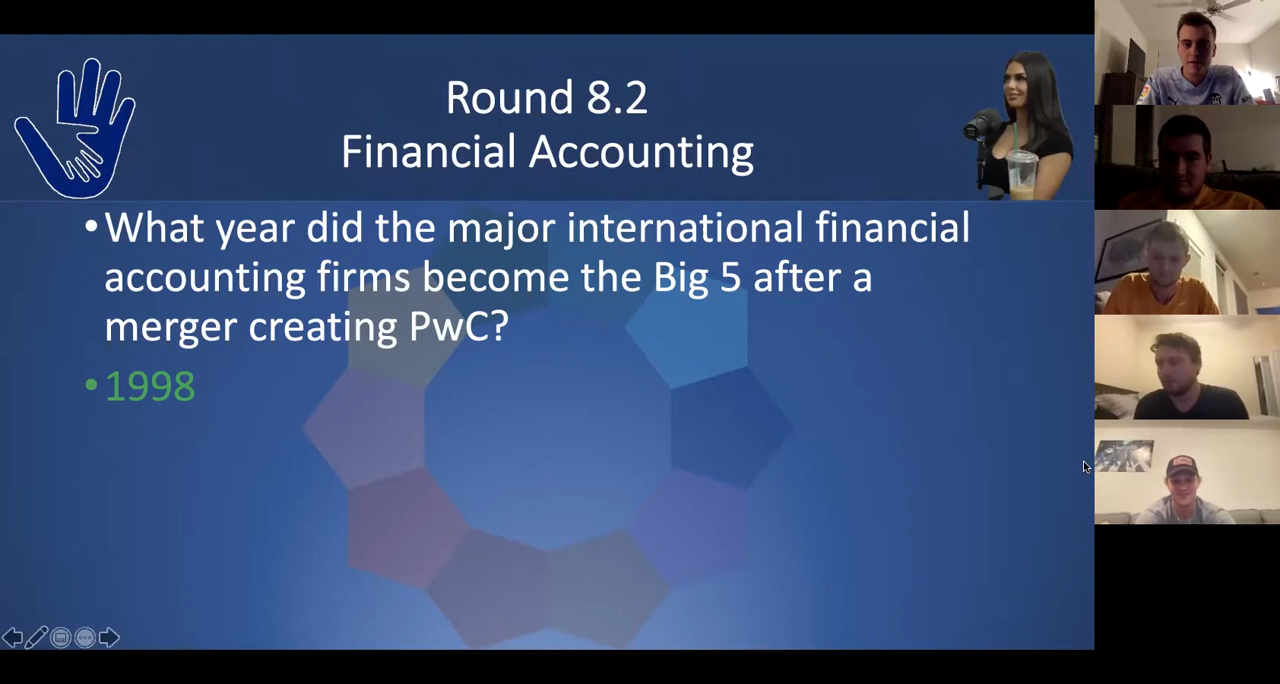 Round 8.2
Financial Accounting
•What year did the major international financial
accounting firms become the Big 5 after a
merger creating PwC?
•1998